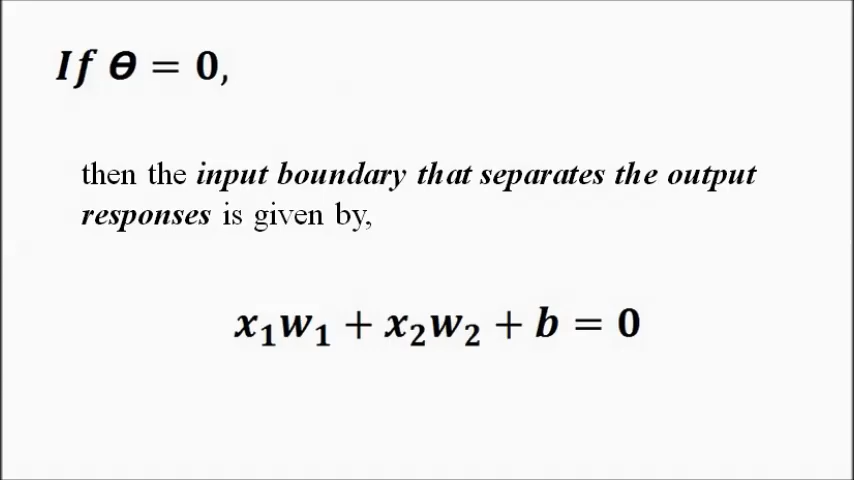 If θ = 0,
then the input boundary that separates the output
responses is given by,
x₁w₁ + x₂w₂ + b = 0